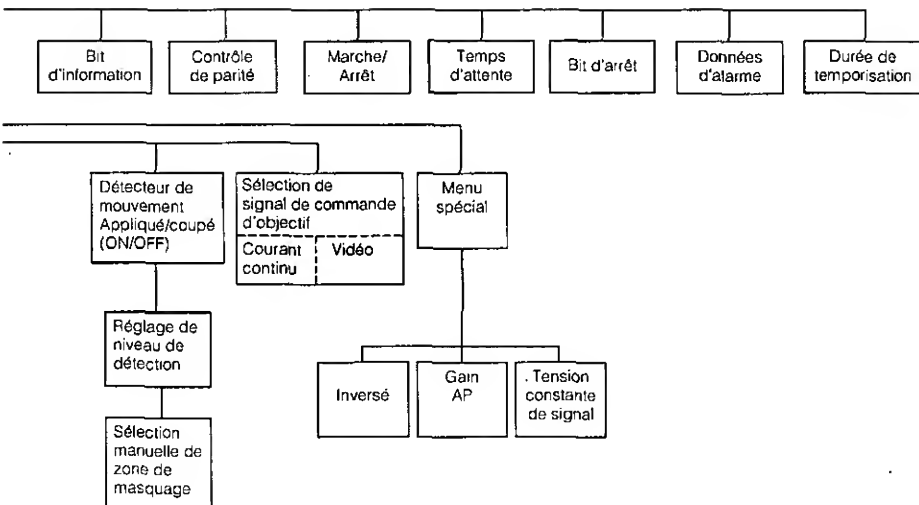 Bit
d'information
Contrôle
de parité
Marche/
Arrêt
Temps
d'attente
Bit d'arrêt
Données
d'alarme
Durée de
temporisation
Détecteur de
mouvement
Appliqué/coupé
(ON/OFF)
Sélection de
signal de commande
d'objectif
Courant
continu
Vidéo
Menu
spécial
Réglage de
niveau de
détection
Inversé
Gain
AP
Tension
constante
de signal
Sélection
manuelle de
zone de
masquage